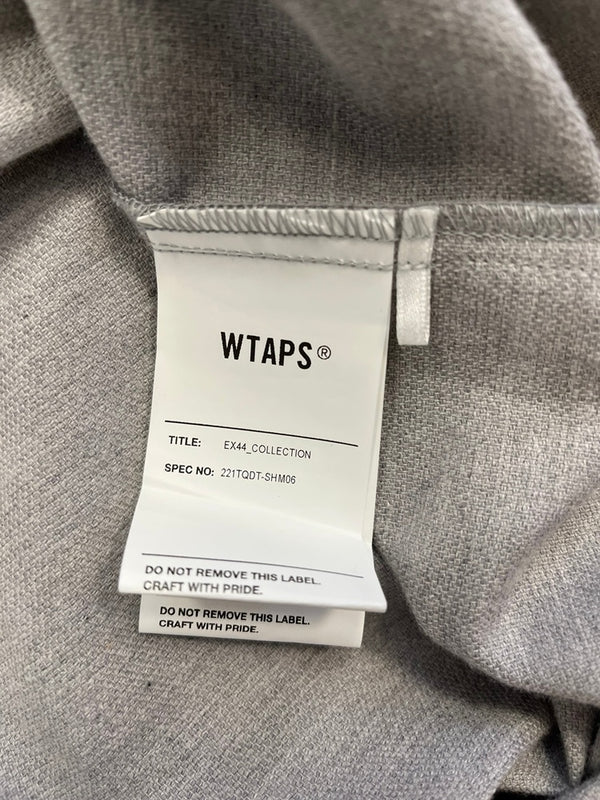 WTAPS®
TITLE: EX44_COLLECTION
SPEC NO: 221TQDT-SHM06
DO NOT REMOVE THIS LABEL.
CRAFT WITH PRIDE.
DO NOT REMOVE THIS LABEL.
CRAFT WITH PRIDE.